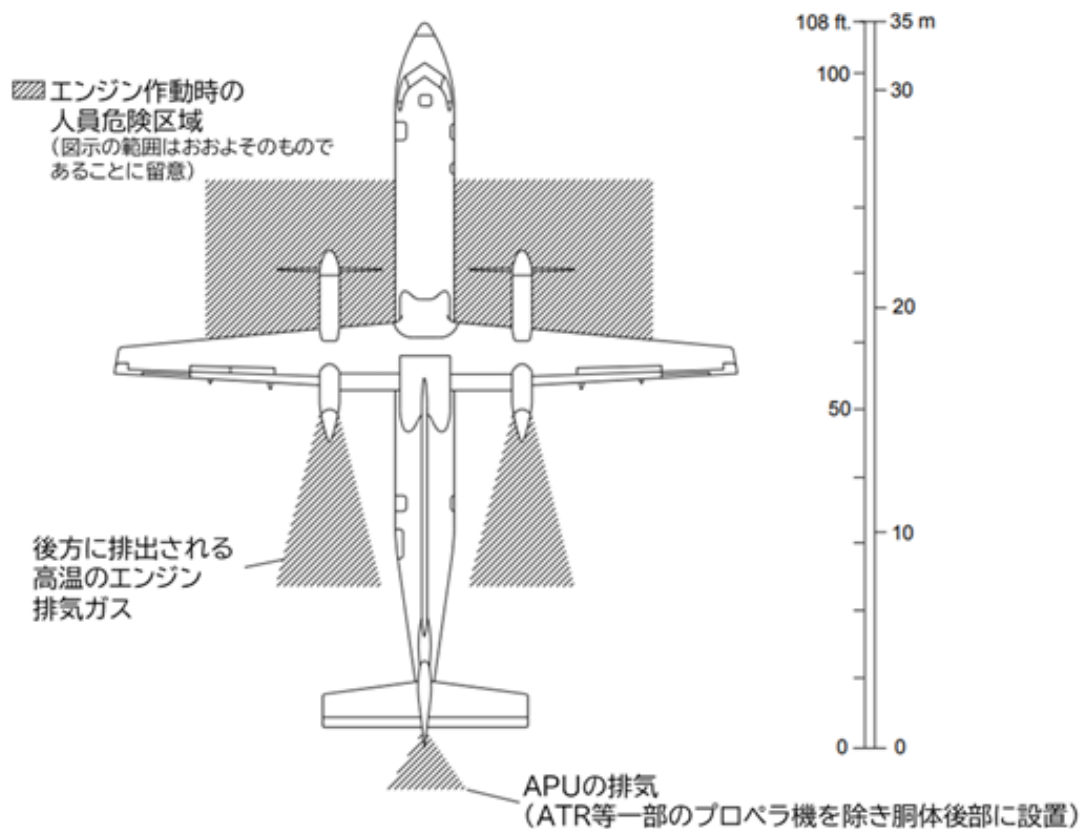 108 ft.
35 m
100
30
エンジン作動時の
人員危険区域
（図示の範囲はおおよそのもので
あることに留意）
20
50
10
後方に排出される
高温のエンジン
排気ガス
0
0
APUの排気
（ATR等一部のプロペラ機を除き胴体後部に設置）